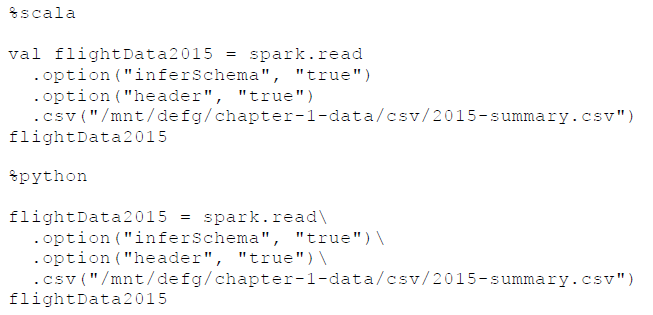 %scala
val flightData2015 = spark.read
.option("inferSchema", "true")
.option("header", "true")
.csv("/mnt/defg/chapter-1-data/csv/2015-summary.csv")
flightData2015
%python
flightData2015 = spark.read\
.option("inferSchema", "true")\
.option("header", "true")\
.csv("/mnt/defg/chapter-1-data/csv/2015-summary.csv")
flightData2015